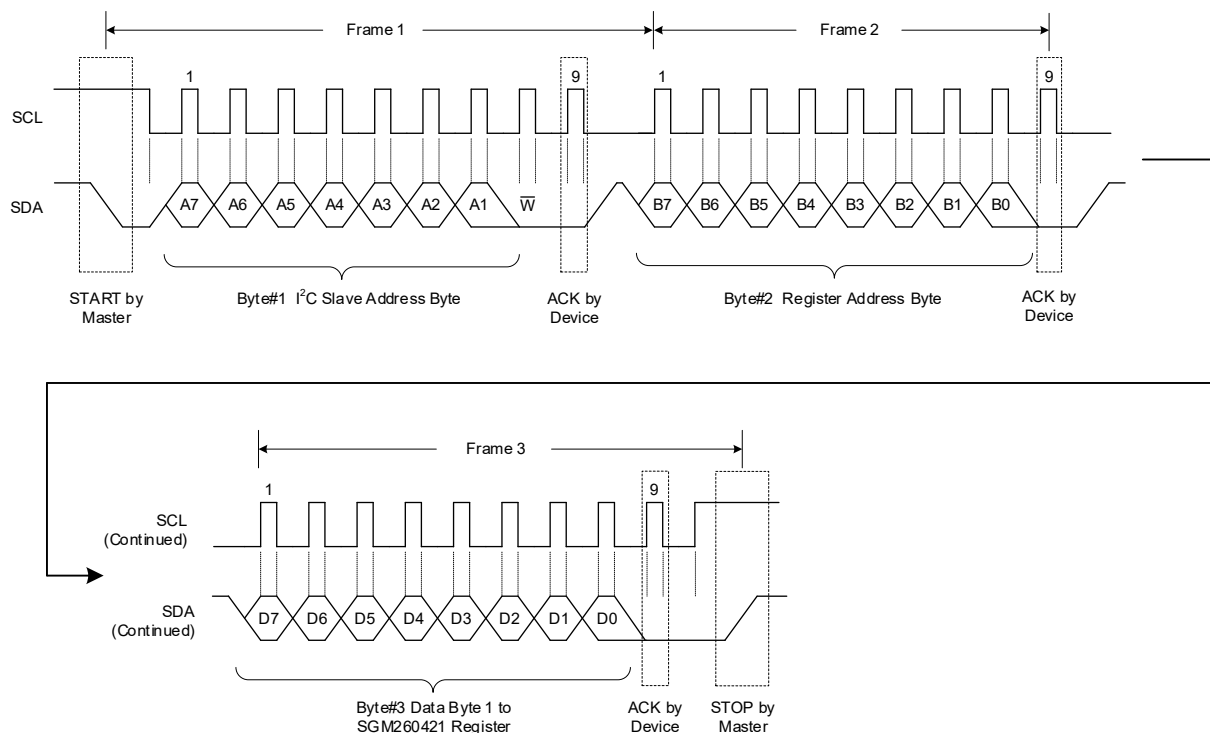 Frame 1
Frame 2
1
9
1
9
SCL
SDA
A7
A6
A5
A4
A3
A2
A1
W̅
B7
B6
B5
B4
B3
B2
B1
B0
START by
Master
Byte#1 I²C Slave Address Byte
ACK by
Device
Byte#2 Register Address Byte
ACK by
Device
Frame 3
1
9
SCL
(Continued)
SDA
(Continued)
D7
D6
D5
D4
D3
D2
D1
D0
Byte#3 Data Byte 1 to
SGM260421 Register
ACK by
Device
STOP by
Master